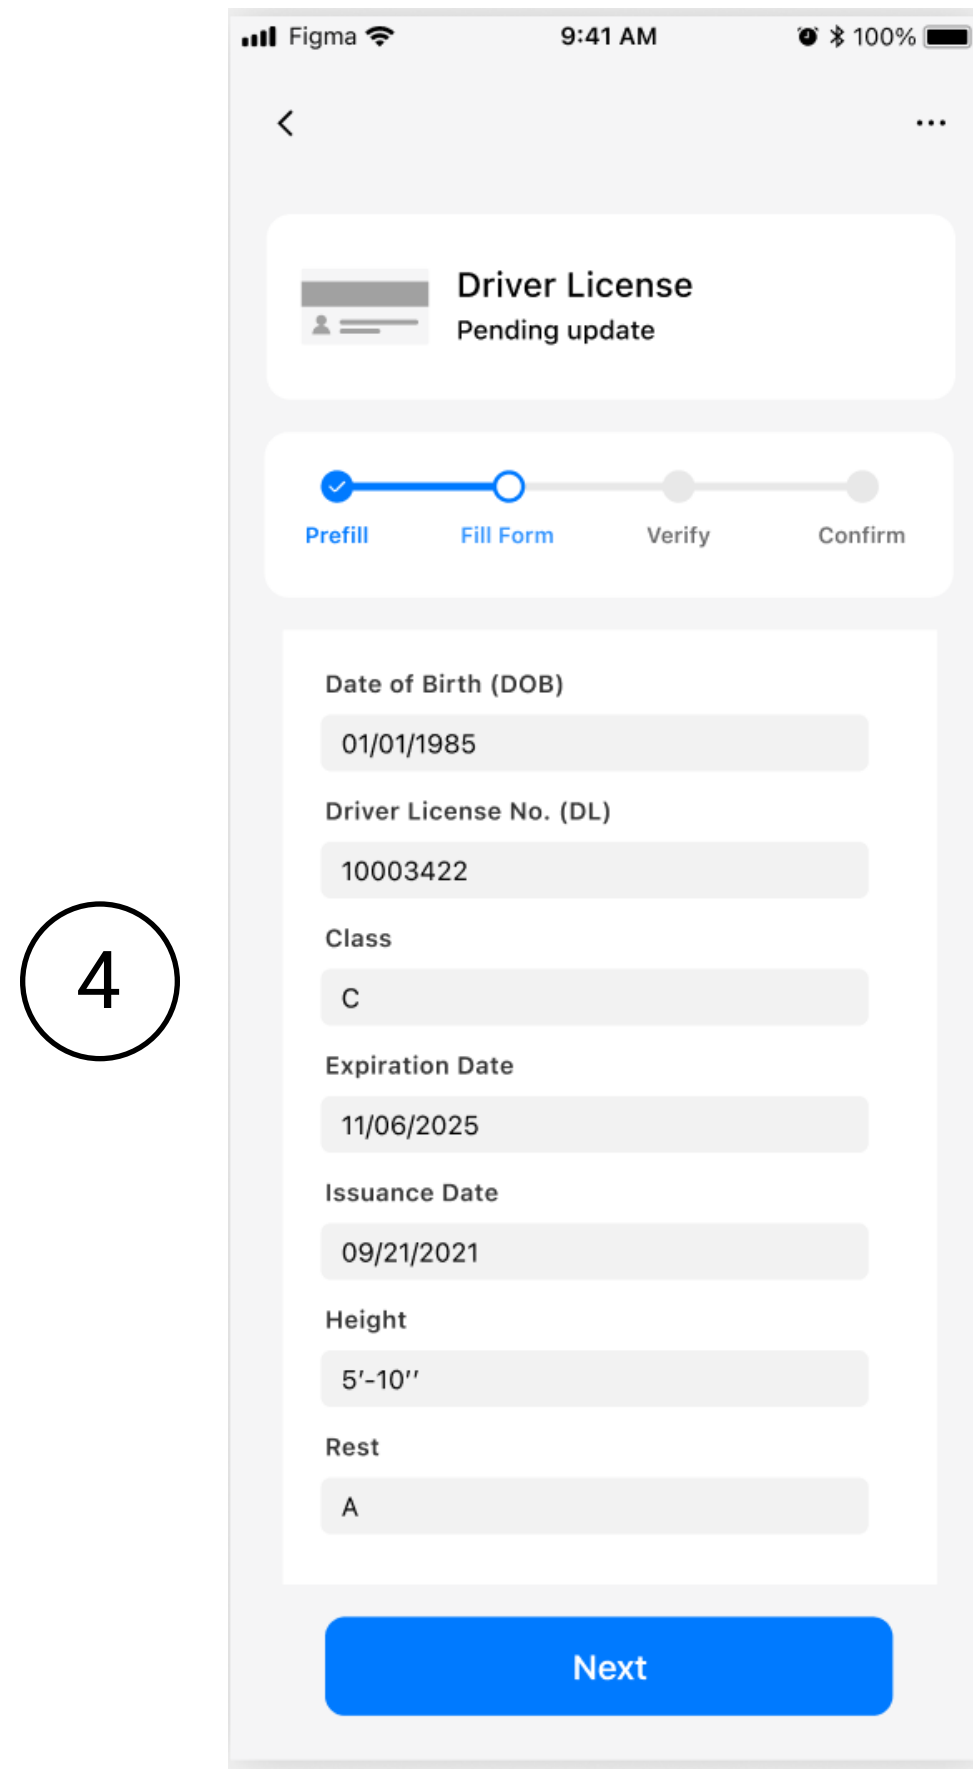 Figma 9:41 AM 100%
Driver License
Pending update
Prefill Fill Form Verify Confirm
Date of Birth (DOB)
01/01/1985
Driver License No. (DL)
10003422
Class
C
Expiration Date
11/06/2025
Issuance Date
09/21/2021
Height
5′-10′′
Rest
A
Next
4